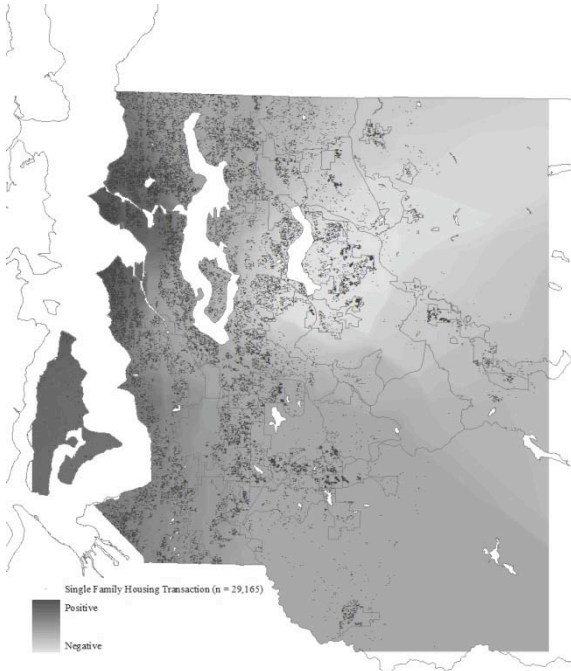 Single Family Housing Transaction (n = 29,165)
Positive
Negative